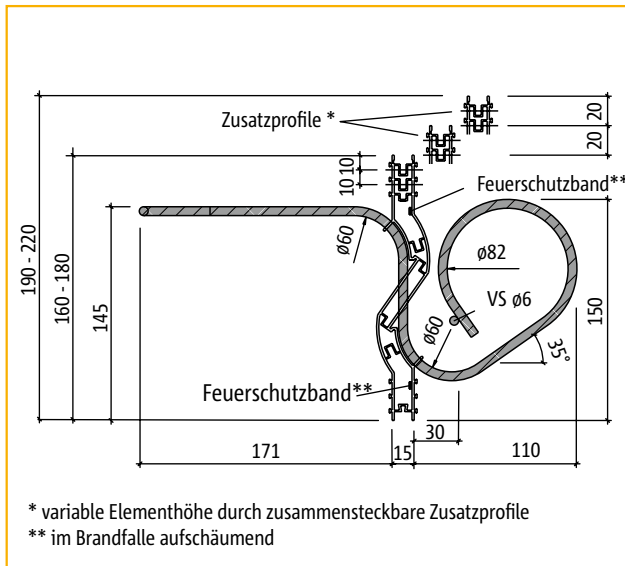 Zusatzprofile *
20
20
10
10
Feuerschutzband**
190 - 220
160 - 180
145
ø60
ø82
VS ø6
150
ø60
35°
Feuerschutzband**
30
171
15
110
* variable Elementhöhe durch zusammensteckbare Zusatzprofile
** im Brandfalle aufschäumend